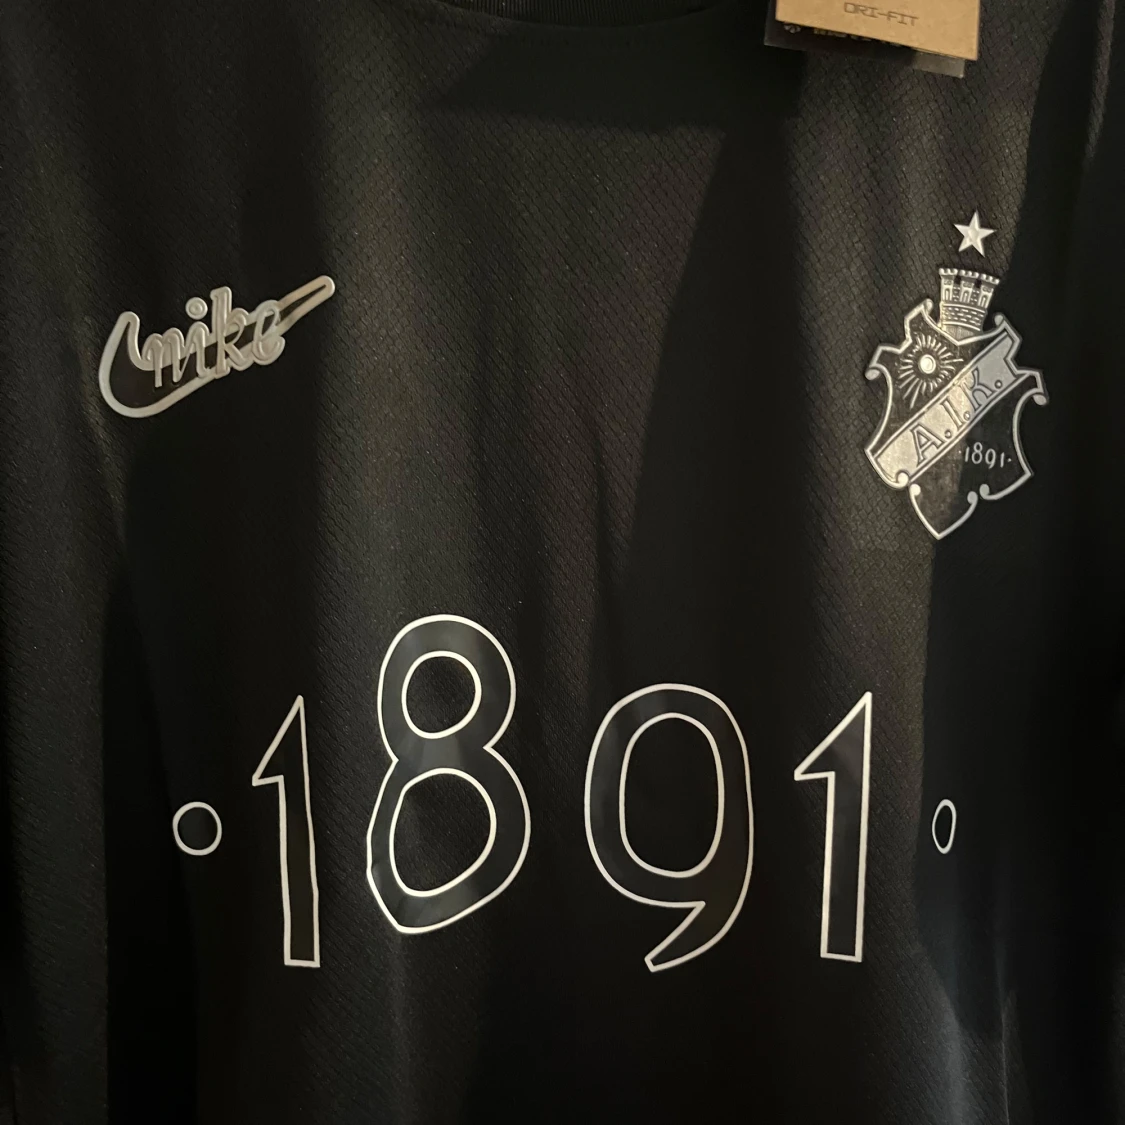 DRI-FIT
nike
A.I.K.
·1891·
·1891·